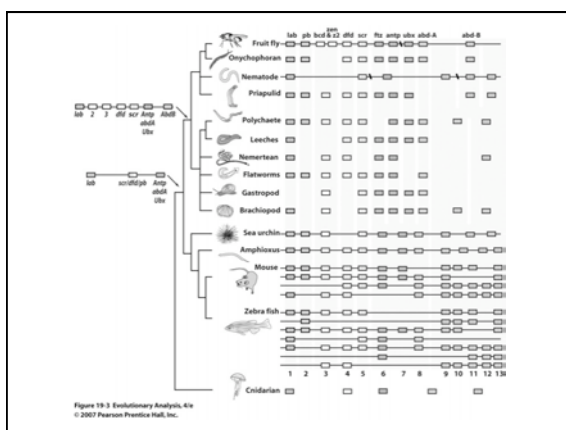 zen
lab pb bcd & z2 dfd scr ftz antp ubx abd-A abd-B
Fruit fly
Onychophoran
Nematode
Priapulid
lab 2 3 dfd scr Antp AbdB
abdA
Ubx
Polychaete
Leeches
Nemertean
Flatworms
lab scr/dfd/pb Antp
abdA
Ubx
Gastropod
Brachiopod
Sea urchin
Amphioxus
Mouse
Zebra fish
1 2 3 4 5 6 7 8 9 10 11 12 13
Cnidarian
Figure 19-3 Evolutionary Analysis, 4/e
© 2007 Pearson Prentice Hall, Inc.